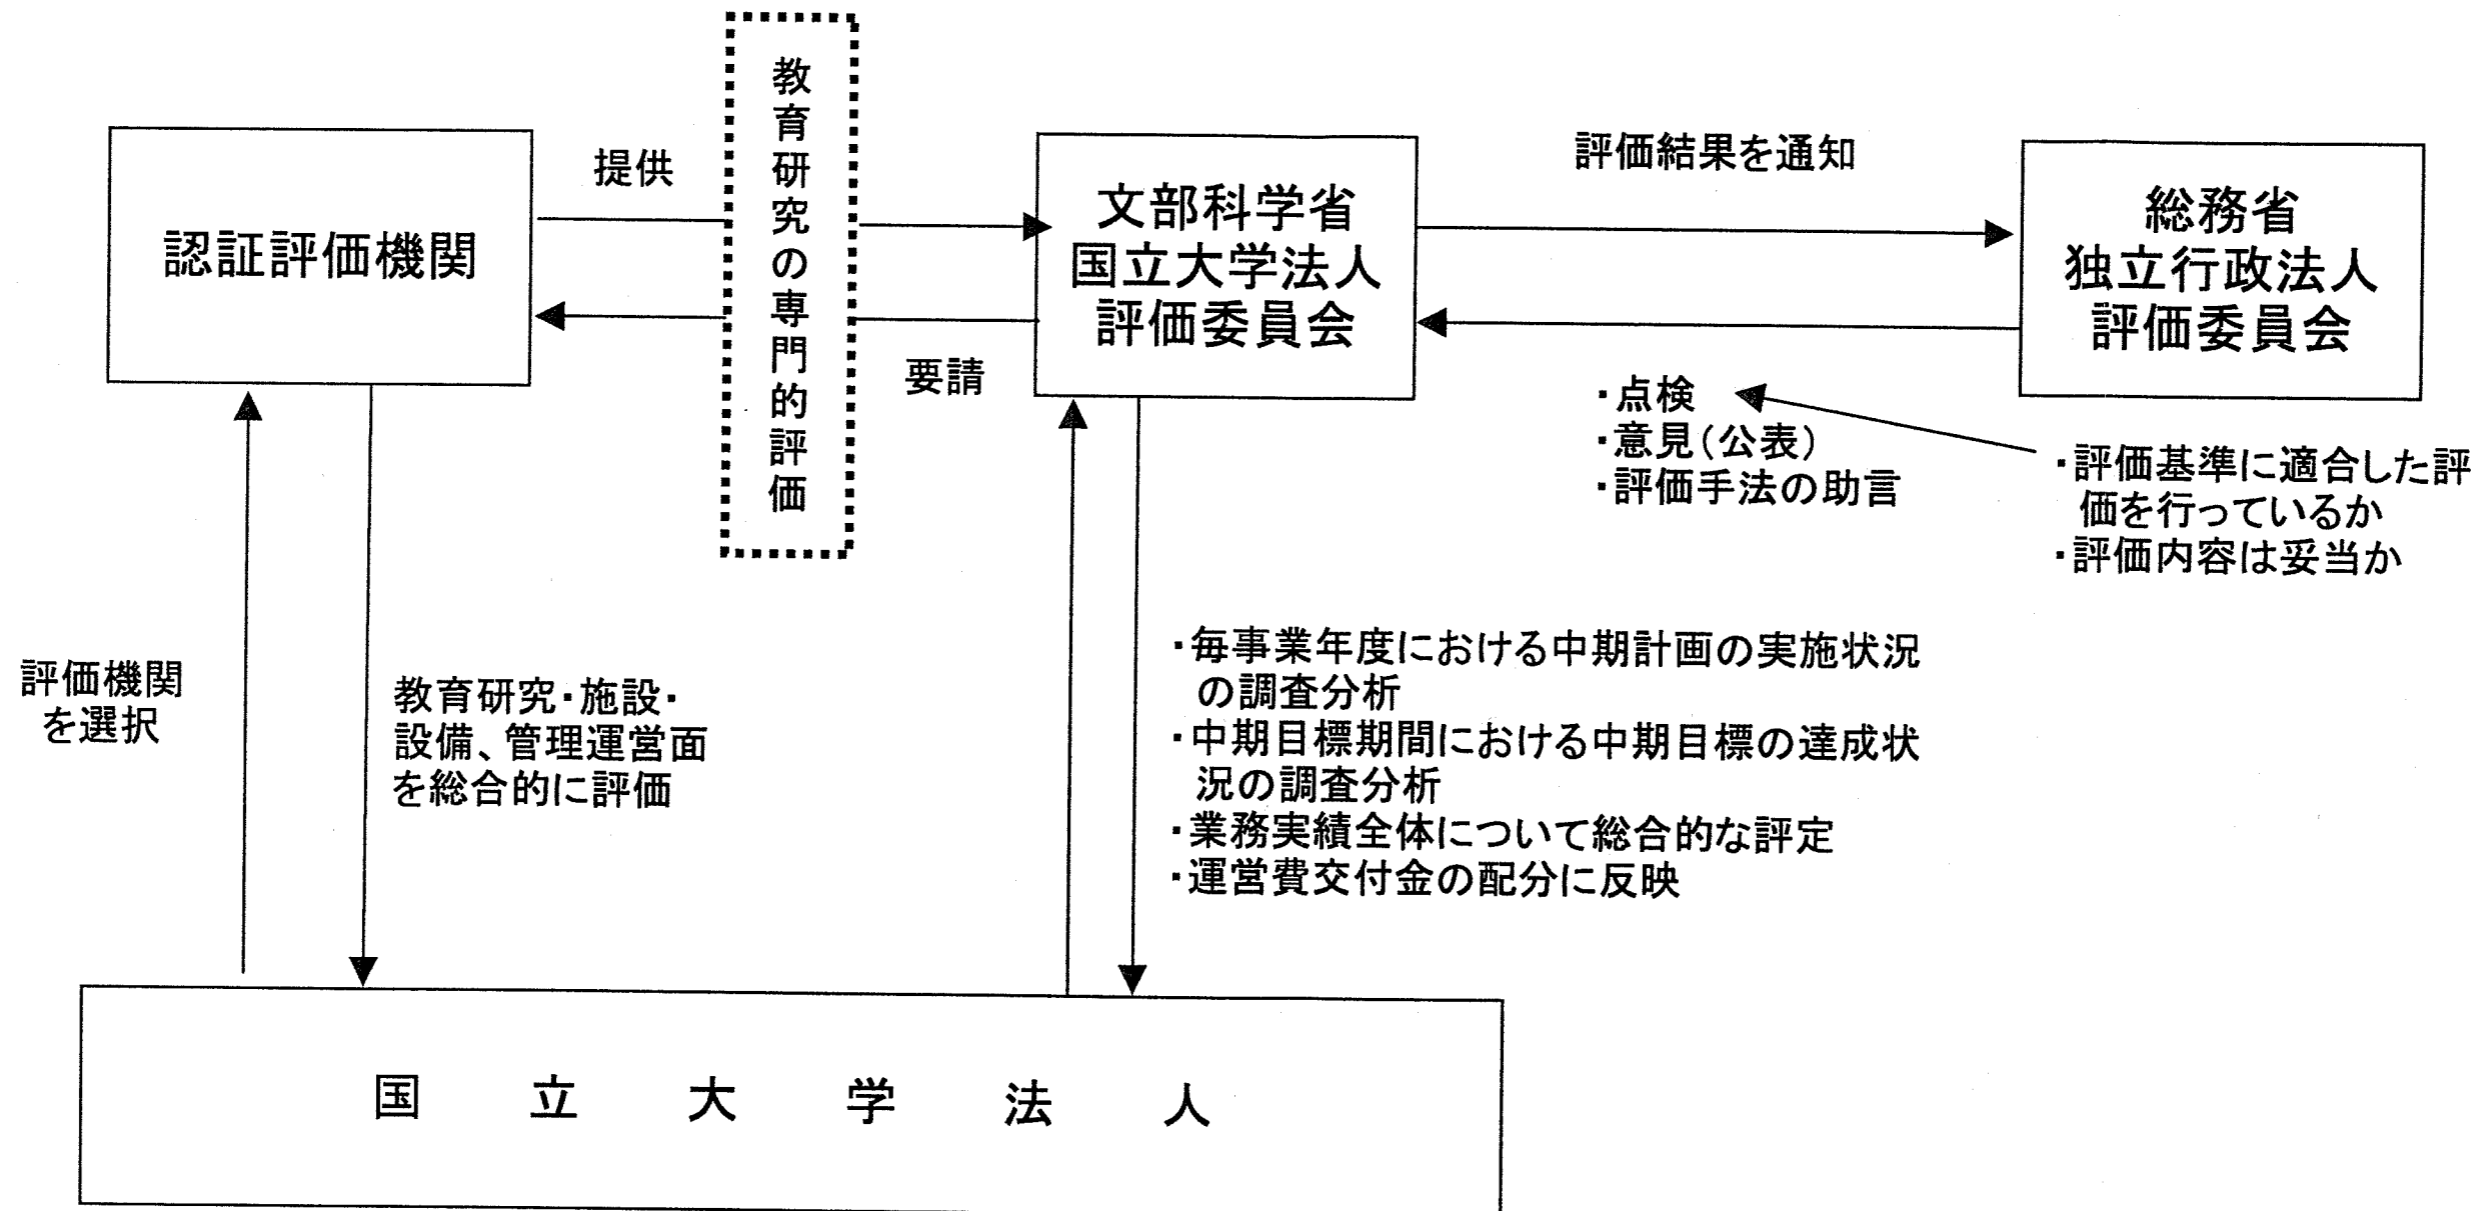 認証評価機関
提供
教育研究の専門的評価
要請
文部科学省
国立大学法人
評価委員会
評価結果を通知
総務省
独立行政法人
評価委員会
・点検
・意見(公表)
・評価手法の助言
・評価基準に適合した評
価を行っているか
・評価内容は妥当か
評価機関
を選択
教育研究・施設・
設備、管理運営面
を総合的に評価
・毎事業年度における中期計画の実施状況
の調査分析
・中期目標期間における中期目標の達成状
況の調査分析
・業務実績全体について総合的な評定
・運営費交付金の配分に反映
国立大学法人